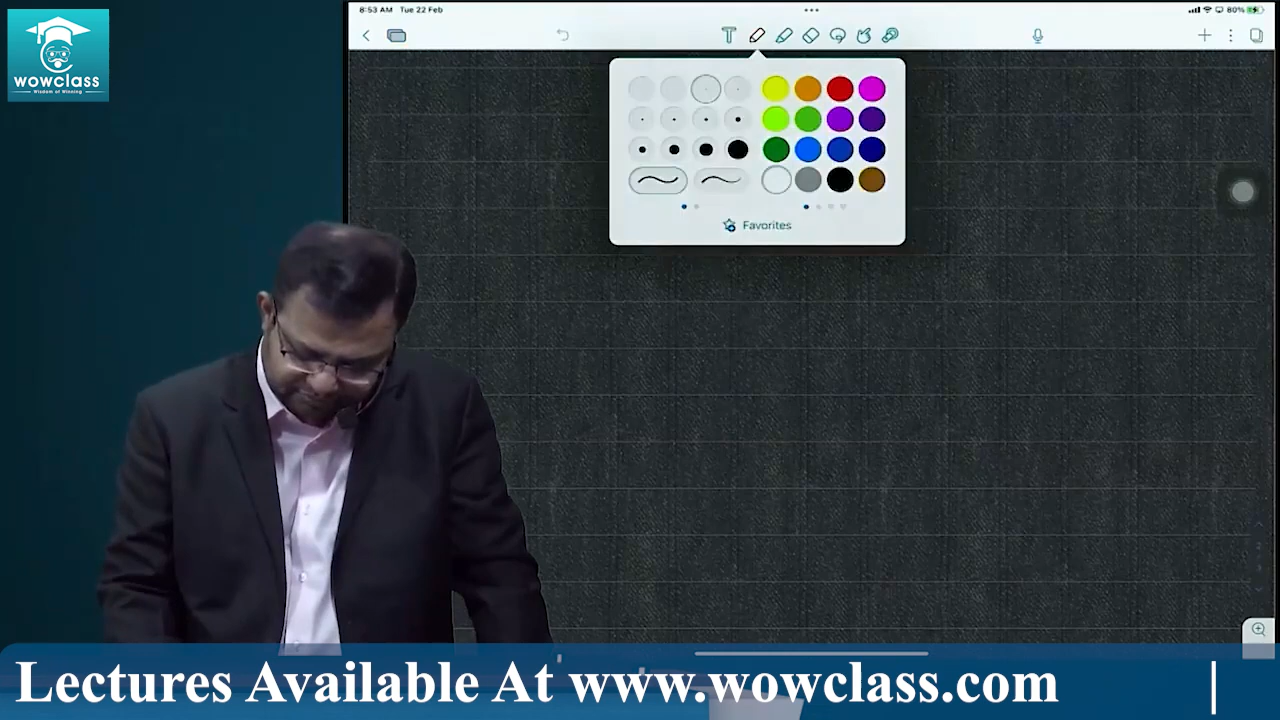 8:53 AM Tue 22 Feb
80%
wowclass
Wisdom of Winning
T
Favorites
Lectures Available At www.wowclass.com